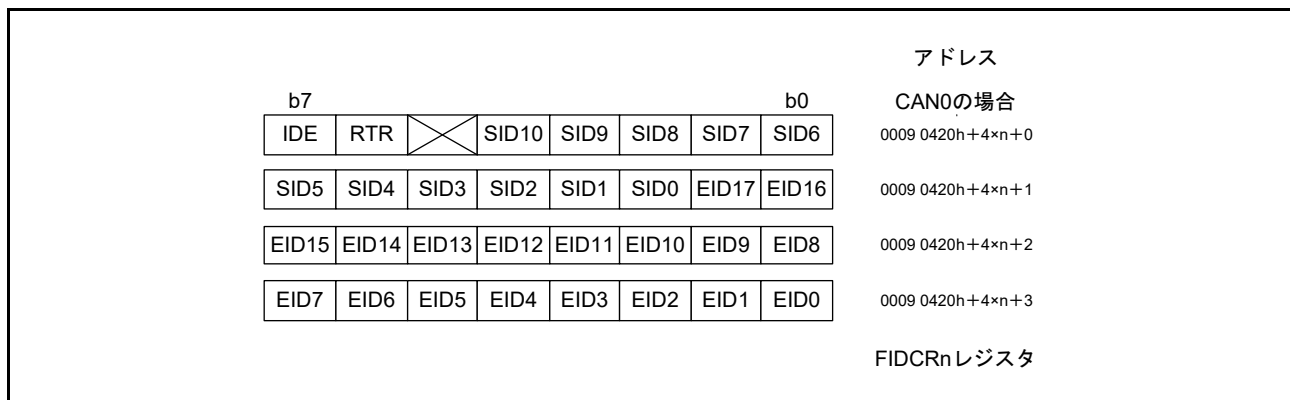 アドレス
b7 b0 CAN0の場合
IDE RTR SID10 SID9 SID8 SID7 SID6 0009 0420h+4×n+0
SID5 SID4 SID3 SID2 SID1 SID0 EID17 EID16 0009 0420h+4×n+1
EID15 EID14 EID13 EID12 EID11 EID10 EID9 EID8 0009 0420h+4×n+2
EID7 EID6 EID5 EID4 EID3 EID2 EID1 EID0 0009 0420h+4×n+3
FIDCRnレジスタ